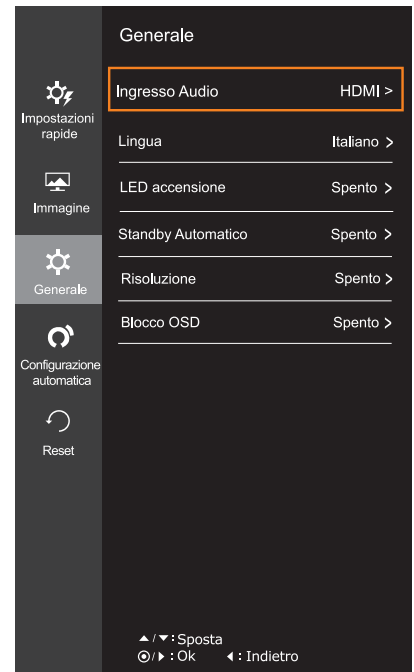 Generale
Impostazioni
rapide
Immagine
Generale
Configurazione
automatica
Reset
Ingresso Audio HDMI >
Lingua Italiano >
LED accensione Spento >
Standby Automatico Spento >
Risoluzione Spento >
Blocco OSD Spento >
▲/▼:Sposta
◉/▶:Ok ◀:Indietro